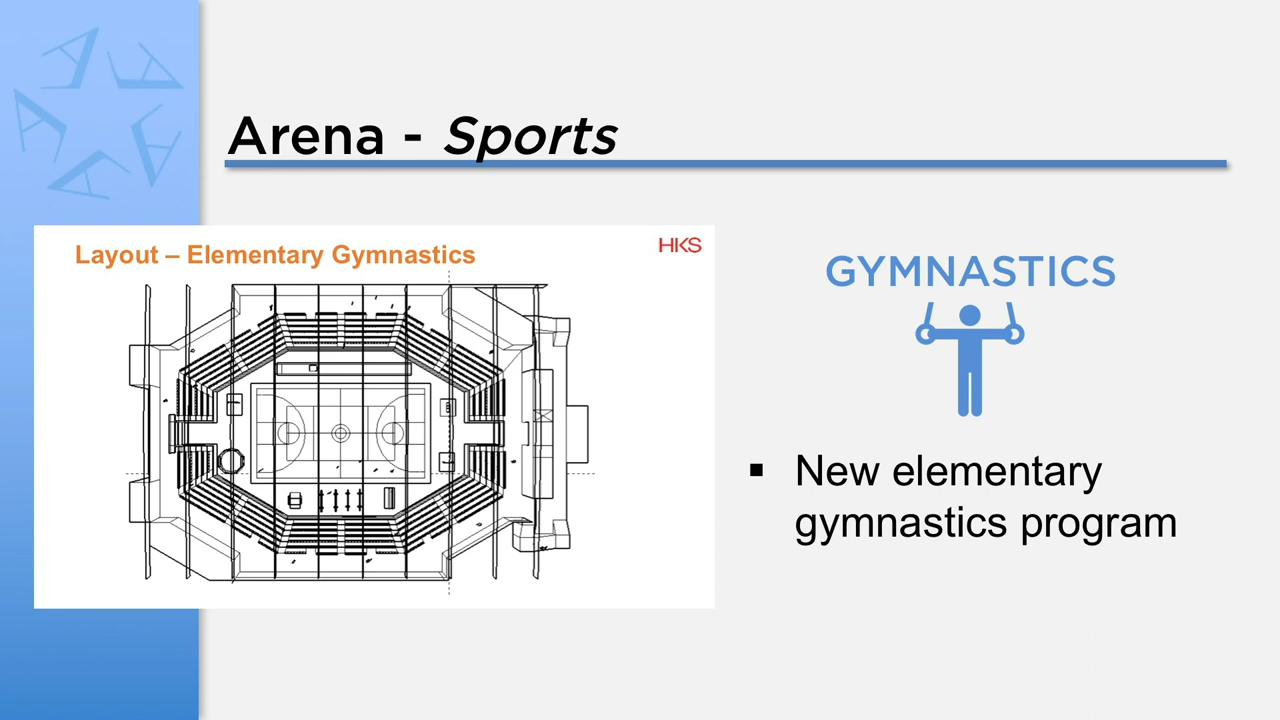 Arena - Sports
Layout – Elementary Gymnastics
HKS
GYMNASTICS
▪ New elementary
gymnastics program